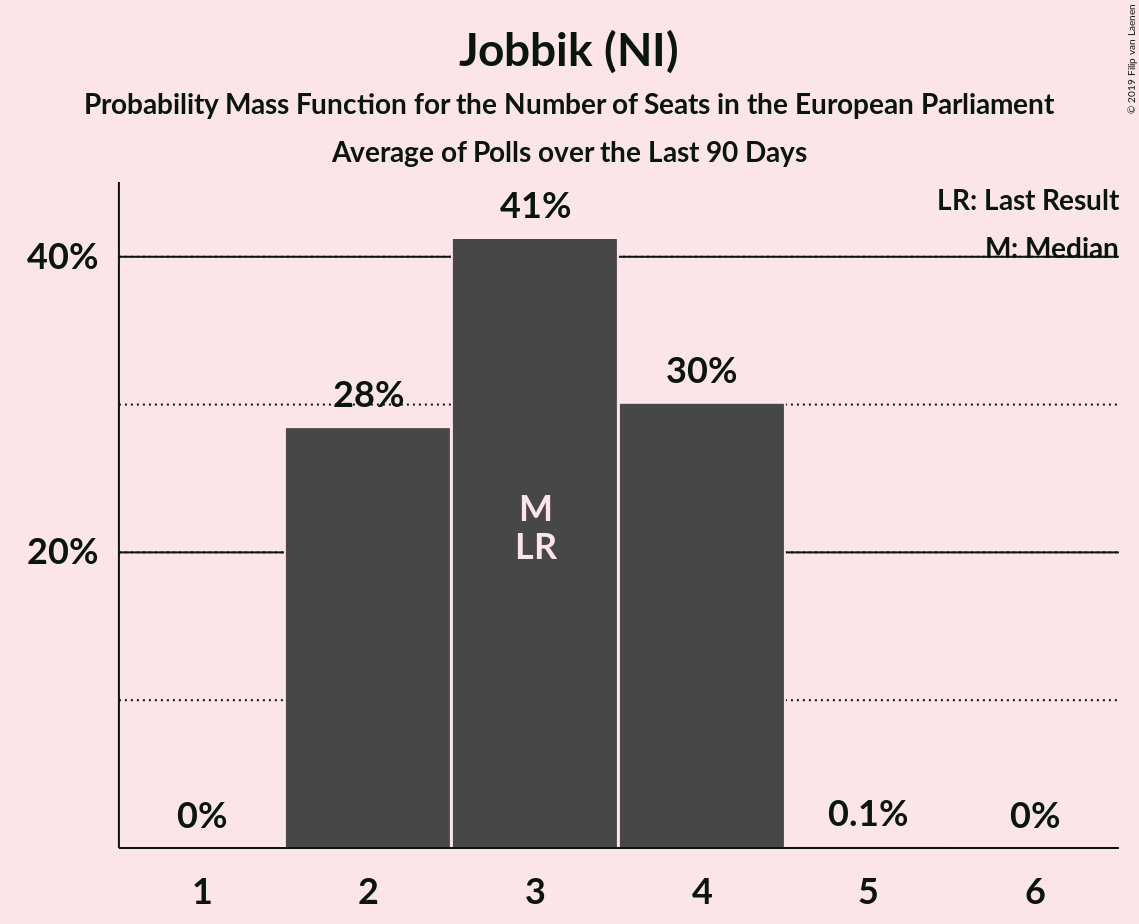 Jobbik (NI)
Probability Mass Function for the Number of Seats in the European Parliament
Average of Polls over the Last 90 Days
© 2019 Filip van Laenen
LR: Last Result
M: Median
41%
40%
30%
28%
M
LR
20%
0%
0.1%
0%
1 2 3 4 5 6